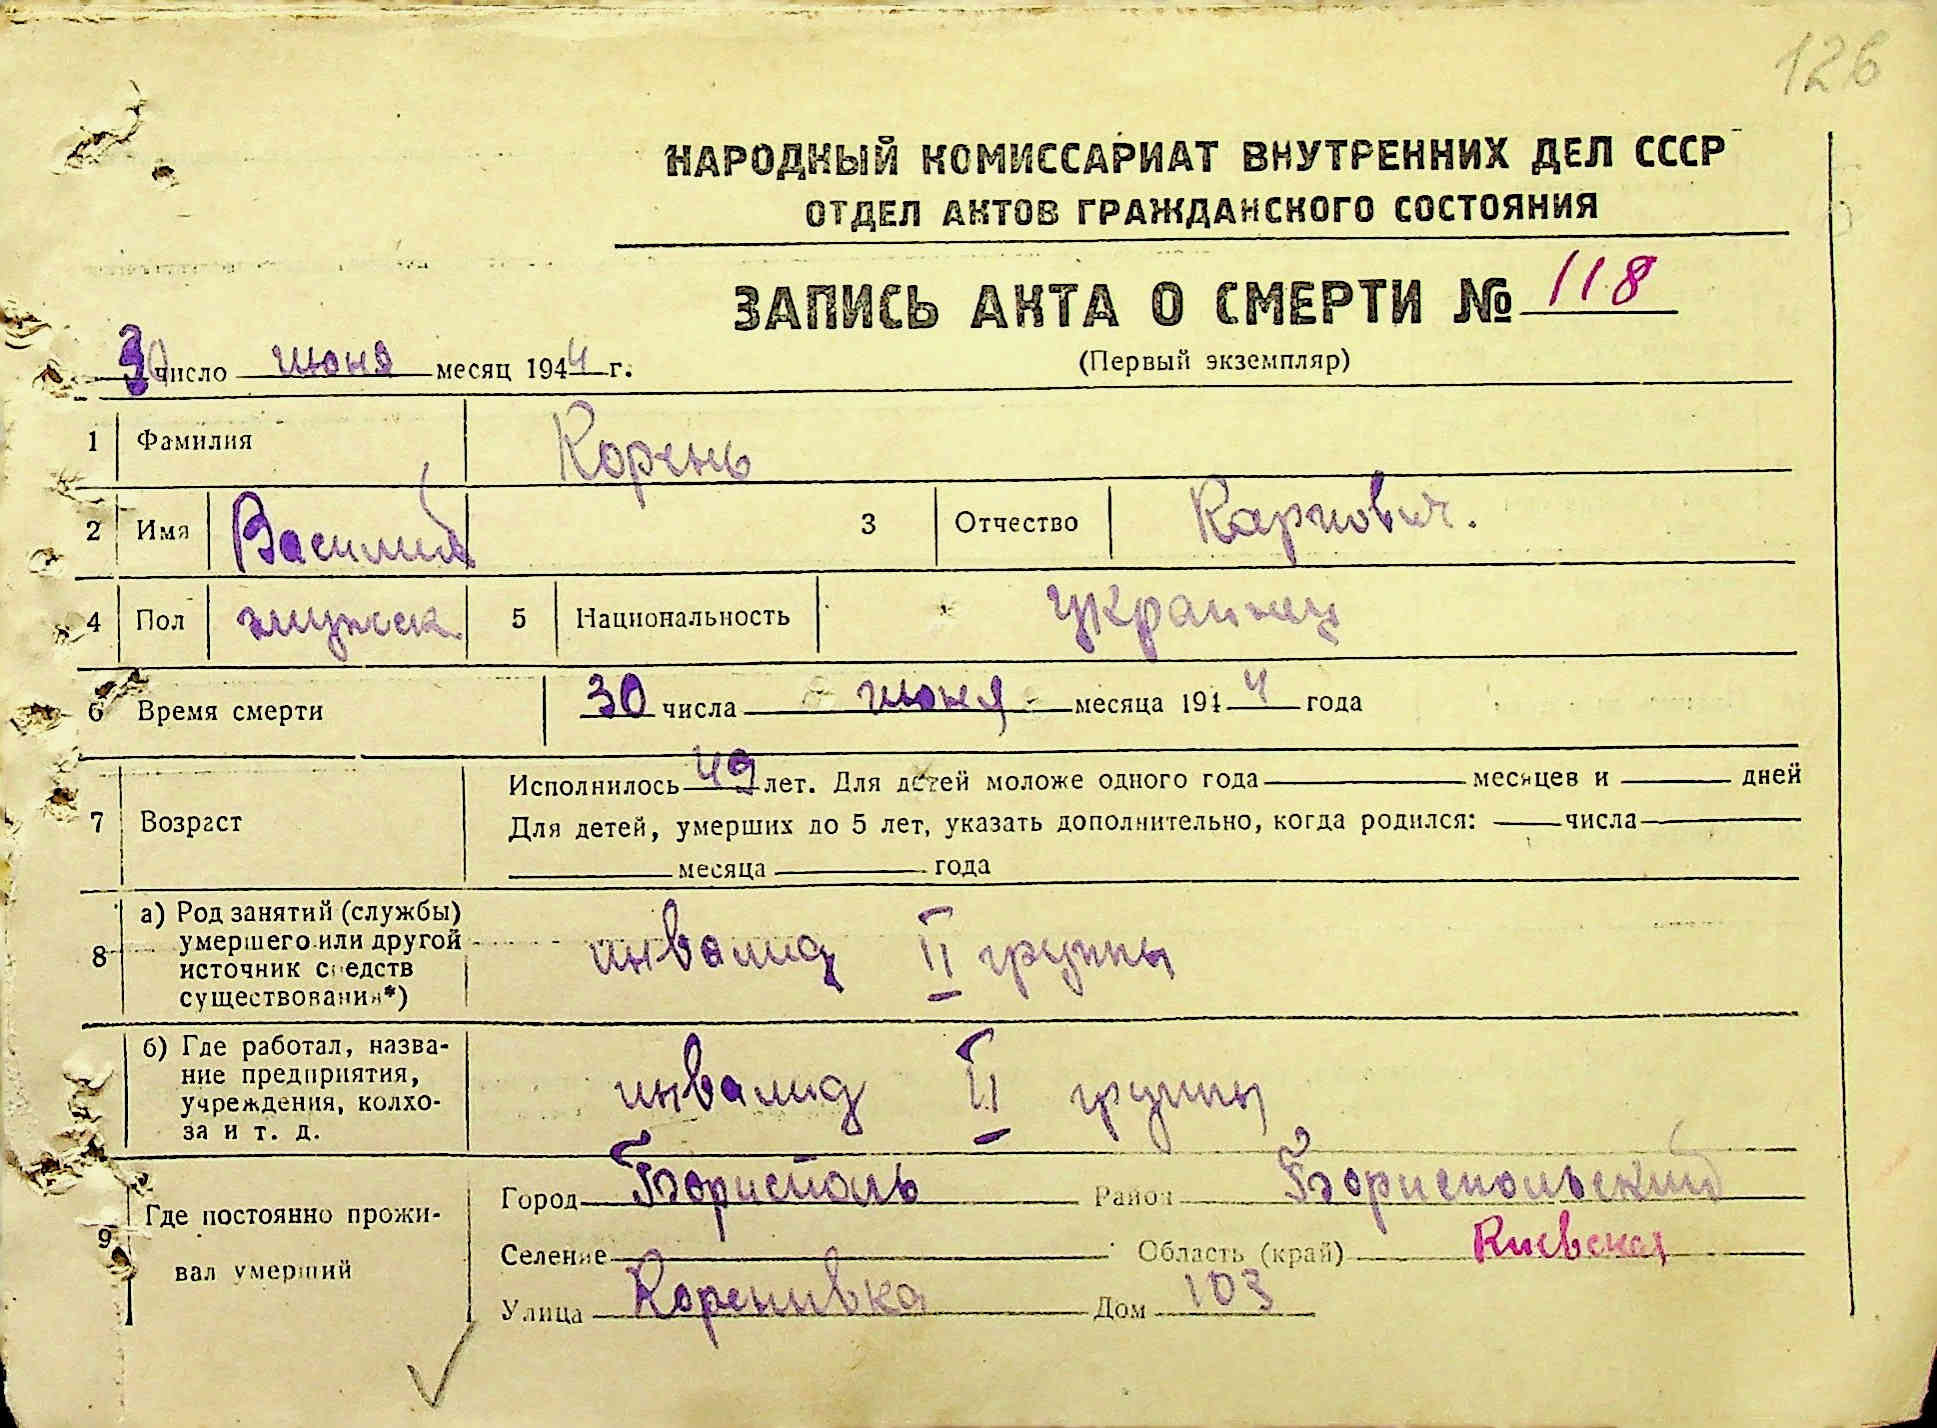 126
НАРОДНЫЙ КОМИССАРИАТ ВНУТРЕННИХ ДЕЛ СССР
ОТДЕЛ АКТОВ ГРАЖДАНСКОГО СОСТОЯНИЯ
ЗАПИСЬ АКТА О СМЕРТИ № 118
30 число июня месяц 1944 г.
(Первый экземпляр)
1 Фамилия Корень
2 Имя Василий 3 Отчество Карпович.
4 Пол мужск. 5 Национальность украинец
6 Время смерти 30 числа июня месяца 1944 года
Исполнилось 49 лет. Для детей моложе одного года месяцев и дней
7 Возраст Для детей, умерших до 5 лет, указать дополнительно, когда родился: числа
месяца года
8 а) Род занятий (службы)
умершего или другой
источник средств
существования*)
инвалид II группы
б) Где работал, назва-
ние предприятия,
учреждения, колхо-
за и т. д.
инвалид II группы
9 Где постоянно прожи-
вал умерший
Город Борисполь Район Бориспольский
Селение Область (край) Киевская
Улица Коренивка Дом 103